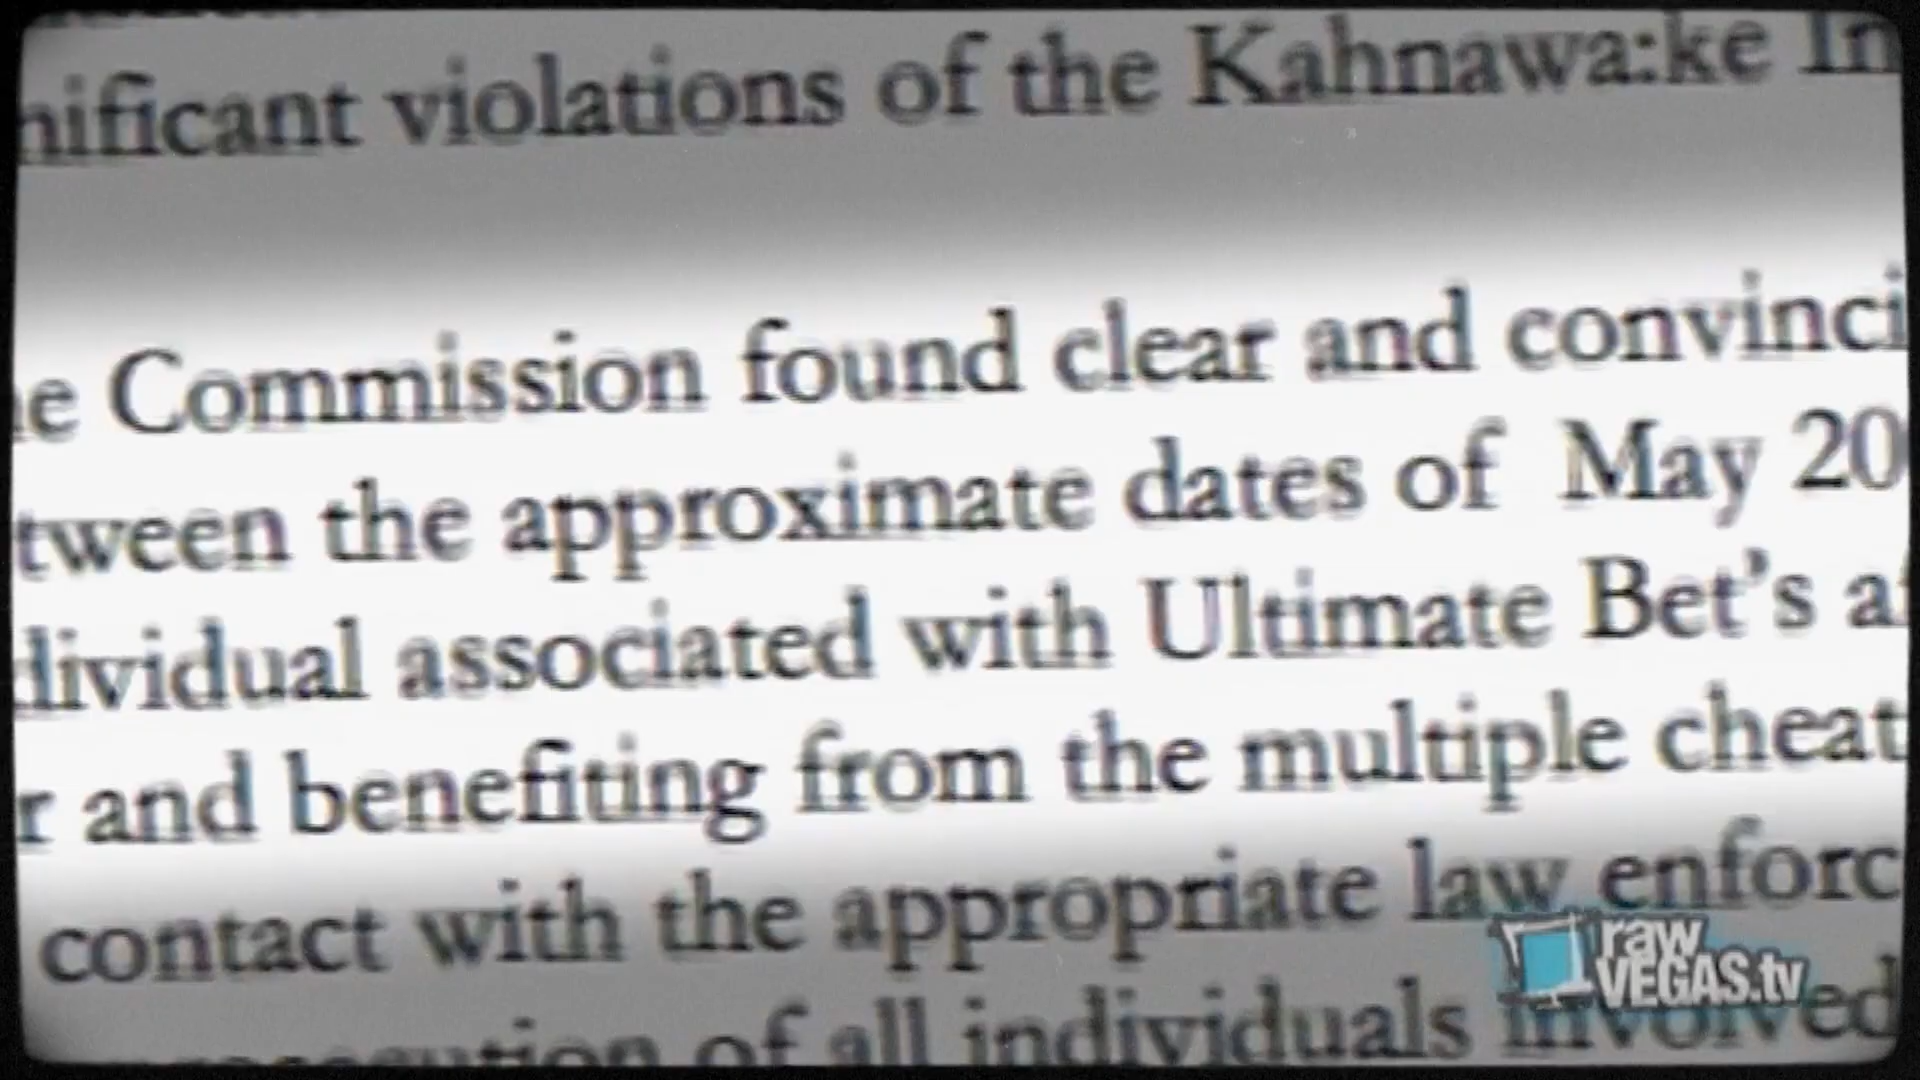 nificant violations of the Kahnawa:ke In
e Commission found clear and convinci
tween the approximate dates of May 20
dividual associated with Ultimate Bet's af
r and benefiting from the multiple cheat
contact with the appropriate law enforc
of all individuals involved
raw
VEGAS.tv